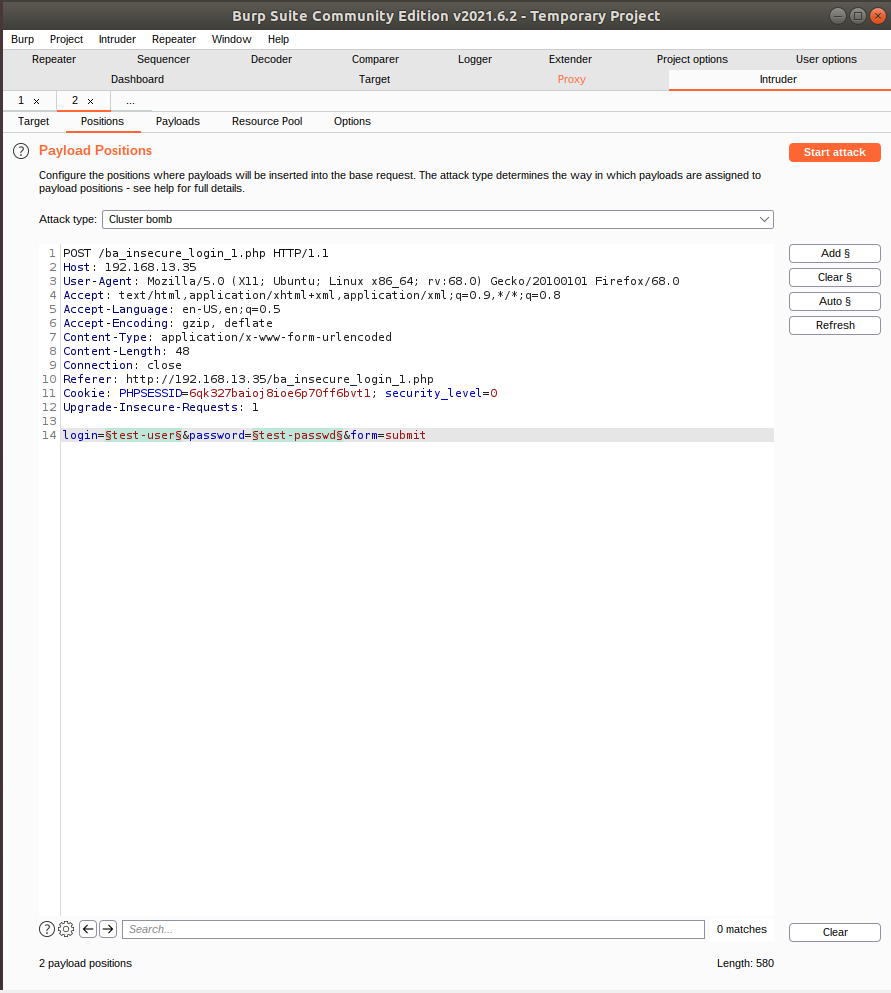 Burp Suite Community Edition v2021.6.2 - Temporary Project
Burp Project Intruder Repeater Window Help
Repeater Sequencer Decoder Comparer Logger Extender Project options User options
Dashboard Target Proxy Intruder
1 × 2 × ...
Target Positions Payloads Resource Pool Options
? Payload Positions
Start attack
Configure the positions where payloads will be inserted into the base request. The attack type determines the way in which payloads are assigned to
payload positions - see help for full details.
Attack type: Cluster bomb
1 POST /ba_insecure_login_1.php HTTP/1.1
2 Host: 192.168.13.35
3 User-Agent: Mozilla/5.0 (X11; Ubuntu; Linux x86_64; rv:68.0) Gecko/20100101 Firefox/68.0
4 Accept: text/html,application/xhtml+xml,application/xml;q=0.9,*/*;q=0.8
5 Accept-Language: en-US,en;q=0.5
6 Accept-Encoding: gzip, deflate
7 Content-Type: application/x-www-form-urlencoded
8 Content-Length: 48
9 Connection: close
10 Referer: http://192.168.13.35/ba_insecure_login_1.php
11 Cookie: PHPSESSID=6qk327baioj8ioe6p70ff6bvt1; security_level=0
12 Upgrade-Insecure-Requests: 1
13
14 login=§test-user§&password=§test-passwd§&form=submit
Add §
Clear §
Auto §
Refresh
? Search... 0 matches
Clear
2 payload positions
Length: 580